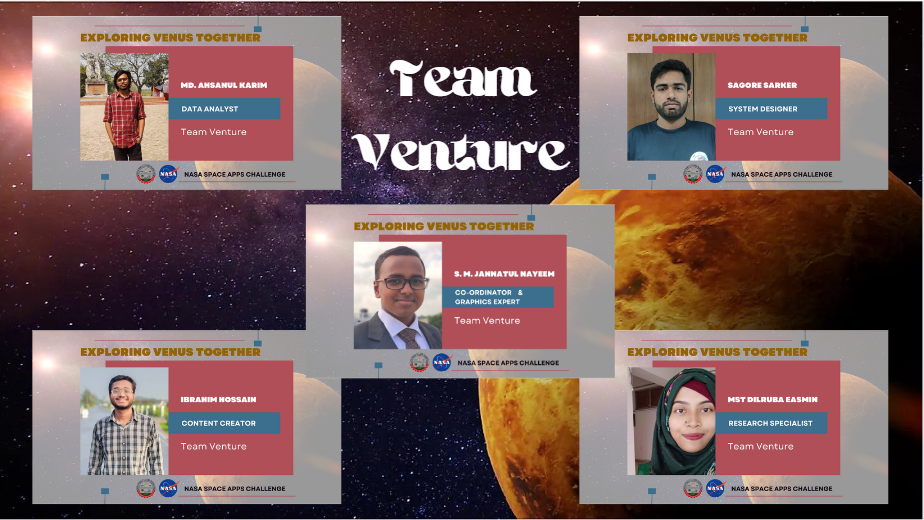 EXPLORING VENUS TOGETHER
MD. AHSANUL KARIM
DATA ANALYST
Team Venture
NASA
NASA SPACE APPS CHALLENGE
Team
Venture
EXPLORING VENUS TOGETHER
SAGORE SARKER
SYSTEM DESIGNER
Team Venture
NASA
NASA SPACE APPS CHALLENGE
EXPLORING VENUS TOGETHER
S. M. JANNATUL NAYEEM
CO-ORDINATOR &
GRAPHICS EXPERT
Team Venture
NASA
NASA SPACE APPS CHALLENGE
EXPLORING VENUS TOGETHER
IBRAHIM HOSSAIN
CONTENT CREATOR
Team Venture
NASA
NASA SPACE APPS CHALLENGE
EXPLORING VENUS TOGETHER
MST DILRUBA EASMIN
RESEARCH SPECIALIST
Team Venture
NASA
NASA SPACE APPS CHALLENGE